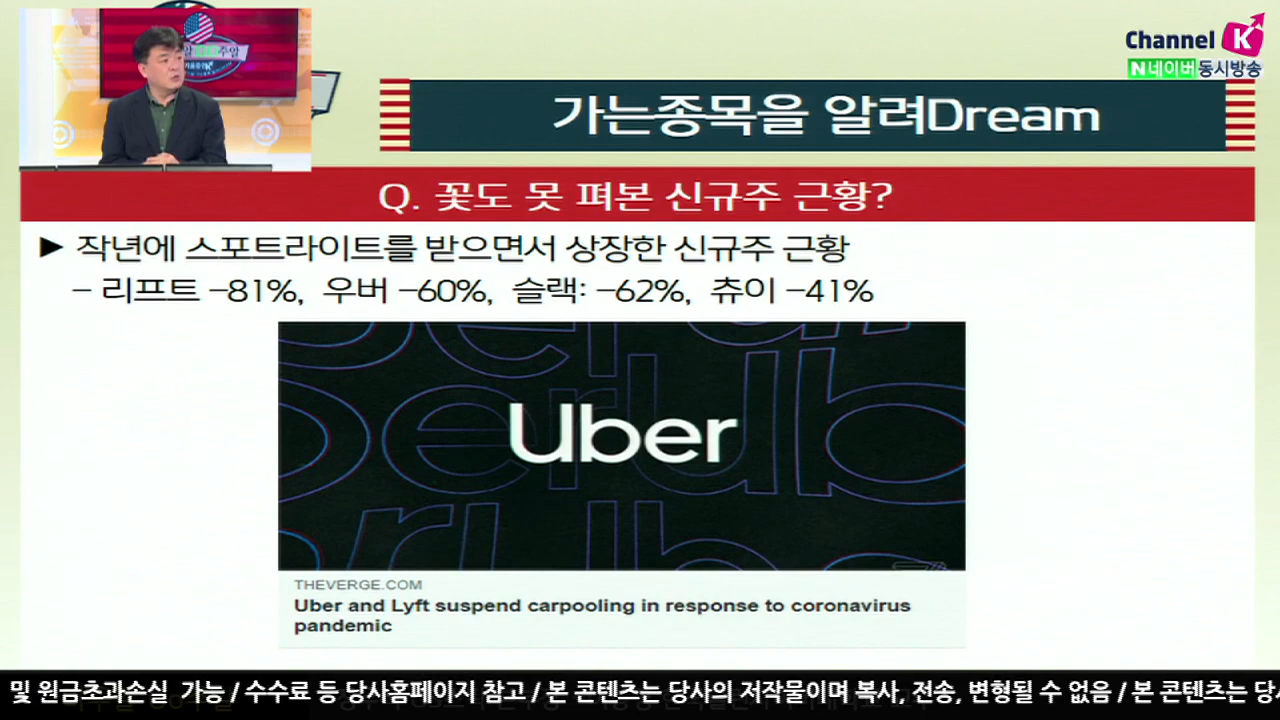 Channel K
N 네이버 동시방송
가는종목을 알려Dream
Q. 꽃도 못 펴본 신규주 근황?
▶ 작년에 스포트라이트를 받으면서 상장한 신규주 근황
- 리프트 -81%, 우버 -60%, 슬랙: -62%, 츄이 -41%
Uber
THEVERGE.COM
Uber and Lyft suspend carpooling in response to coronavirus
pandemic
및 원금초과손실 가능 / 수수료 등 당사홈페이지 참고 / 본 콘텐츠는 당사의 저작물이며 복사, 전송, 변형될 수 없음 / 본 콘텐츠는 당사